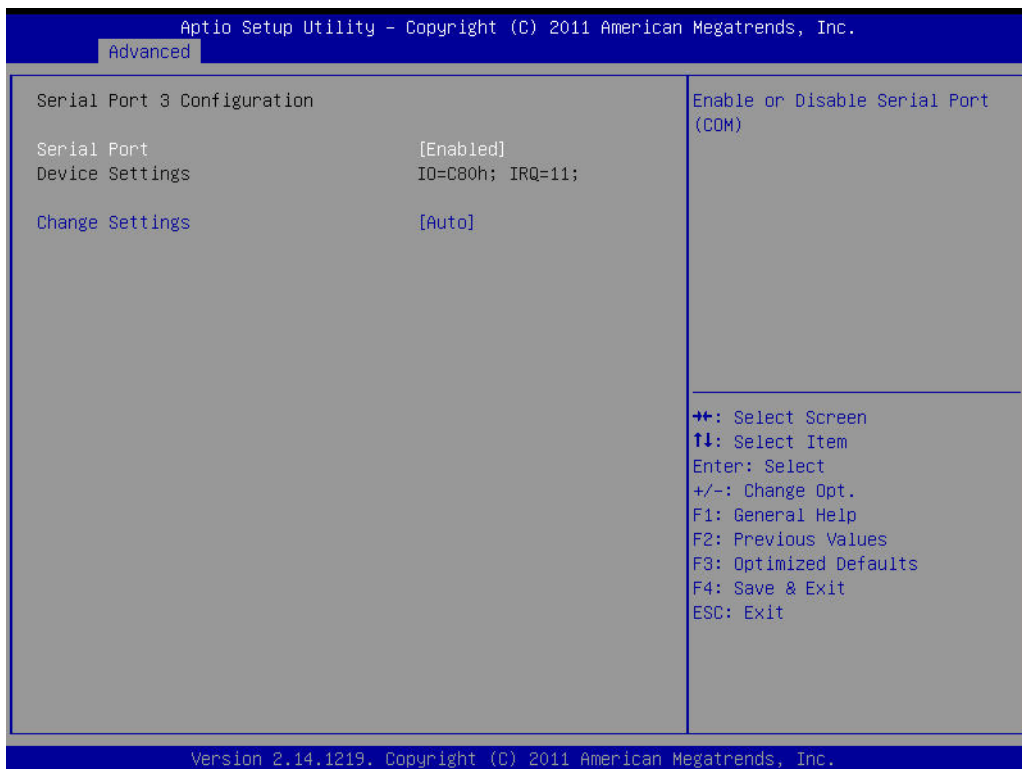 Aptio Setup Utility – Copyright (C) 2011 American Megatrends, Inc.
Advanced
Serial Port 3 Configuration
Serial Port [Enabled]
Device Settings IO=C80h; IRQ=11;
Change Settings [Auto]
Enable or Disable Serial Port
(COM)
→←: Select Screen
↑↓: Select Item
Enter: Select
+/-: Change Opt.
F1: General Help
F2: Previous Values
F3: Optimized Defaults
F4: Save & Exit
ESC: Exit
Version 2.14.1219. Copyright (C) 2011 American Megatrends, Inc.